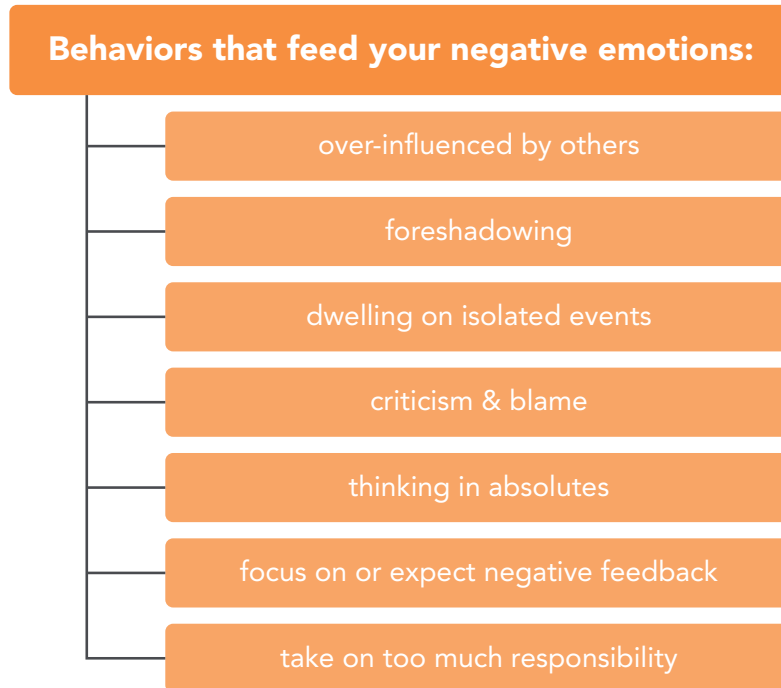 Behaviors that feed your negative emotions:
over-influenced by others
foreshadowing
dwelling on isolated events
criticism & blame
thinking in absolutes
focus on or expect negative feedback
take on too much responsibility